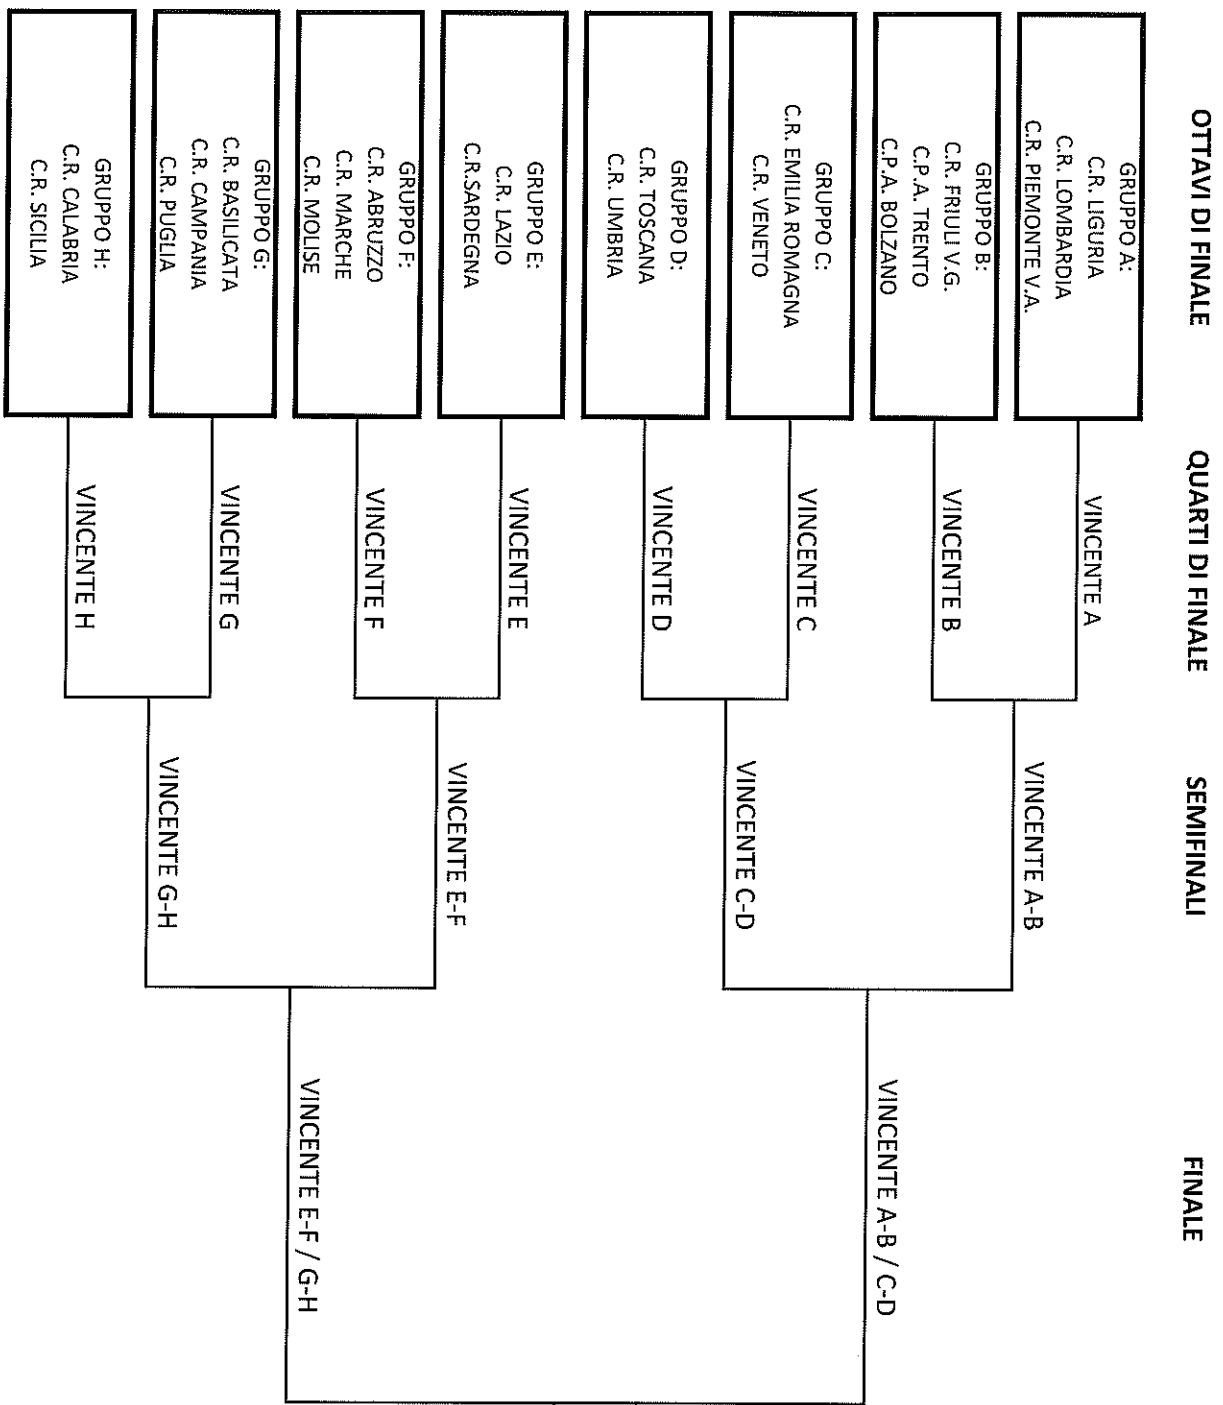 OTTAVI DI FINALE
QUARTI DI FINALE
SEMIFINALI
FINALE
GRUPPO A:
C.R. LIGURIA
C.R. LOMBARDIA
C.R. PIEMONTE V.A.
GRUPPO B:
C.R. FRIULI V.G.
C.P.A. TRENTO
C.P.A. BOLZANO
GRUPPO C:
C.R. EMILIA ROMAGNA
C.R. VENETO
GRUPPO D:
C.R. TOSCANA
C.R. UMBRIA
GRUPPO E:
C.R. LAZIO
C.R.SARDEGNA
GRUPPO F:
C.R. ABRUZZO
C.R. MARCHE
C.R. MOLISE
GRUPPO G:
C.R. BASILICATA
C.R. CAMPANIA
C.R. PUGLIA
GRUPPO H:
C.R. CALABRIA
C.R. SICILIA
VINCENTE A
VINCENTE B
VINCENTE C
VINCENTE D
VINCENTE E
VINCENTE F
VINCENTE G
VINCENTE H
VINCENTE A-B
VINCENTE C-D
VINCENTE E-F
VINCENTE G-H
VINCENTE A-B / C-D
VINCENTE E-F / G-H